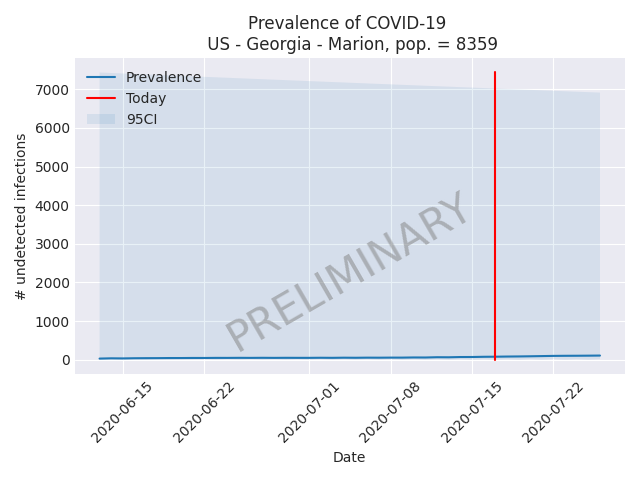 Prevalence of COVID-19
US - Georgia - Marion, pop. = 8359
Prevalence
Today
95CI
7000
6000
5000
4000
3000
2000
1000
0
# undetected infections
PRELIMINARY
2020-06-15
2020-06-22
2020-07-01
2020-07-08
2020-07-15
2020-07-22
Date